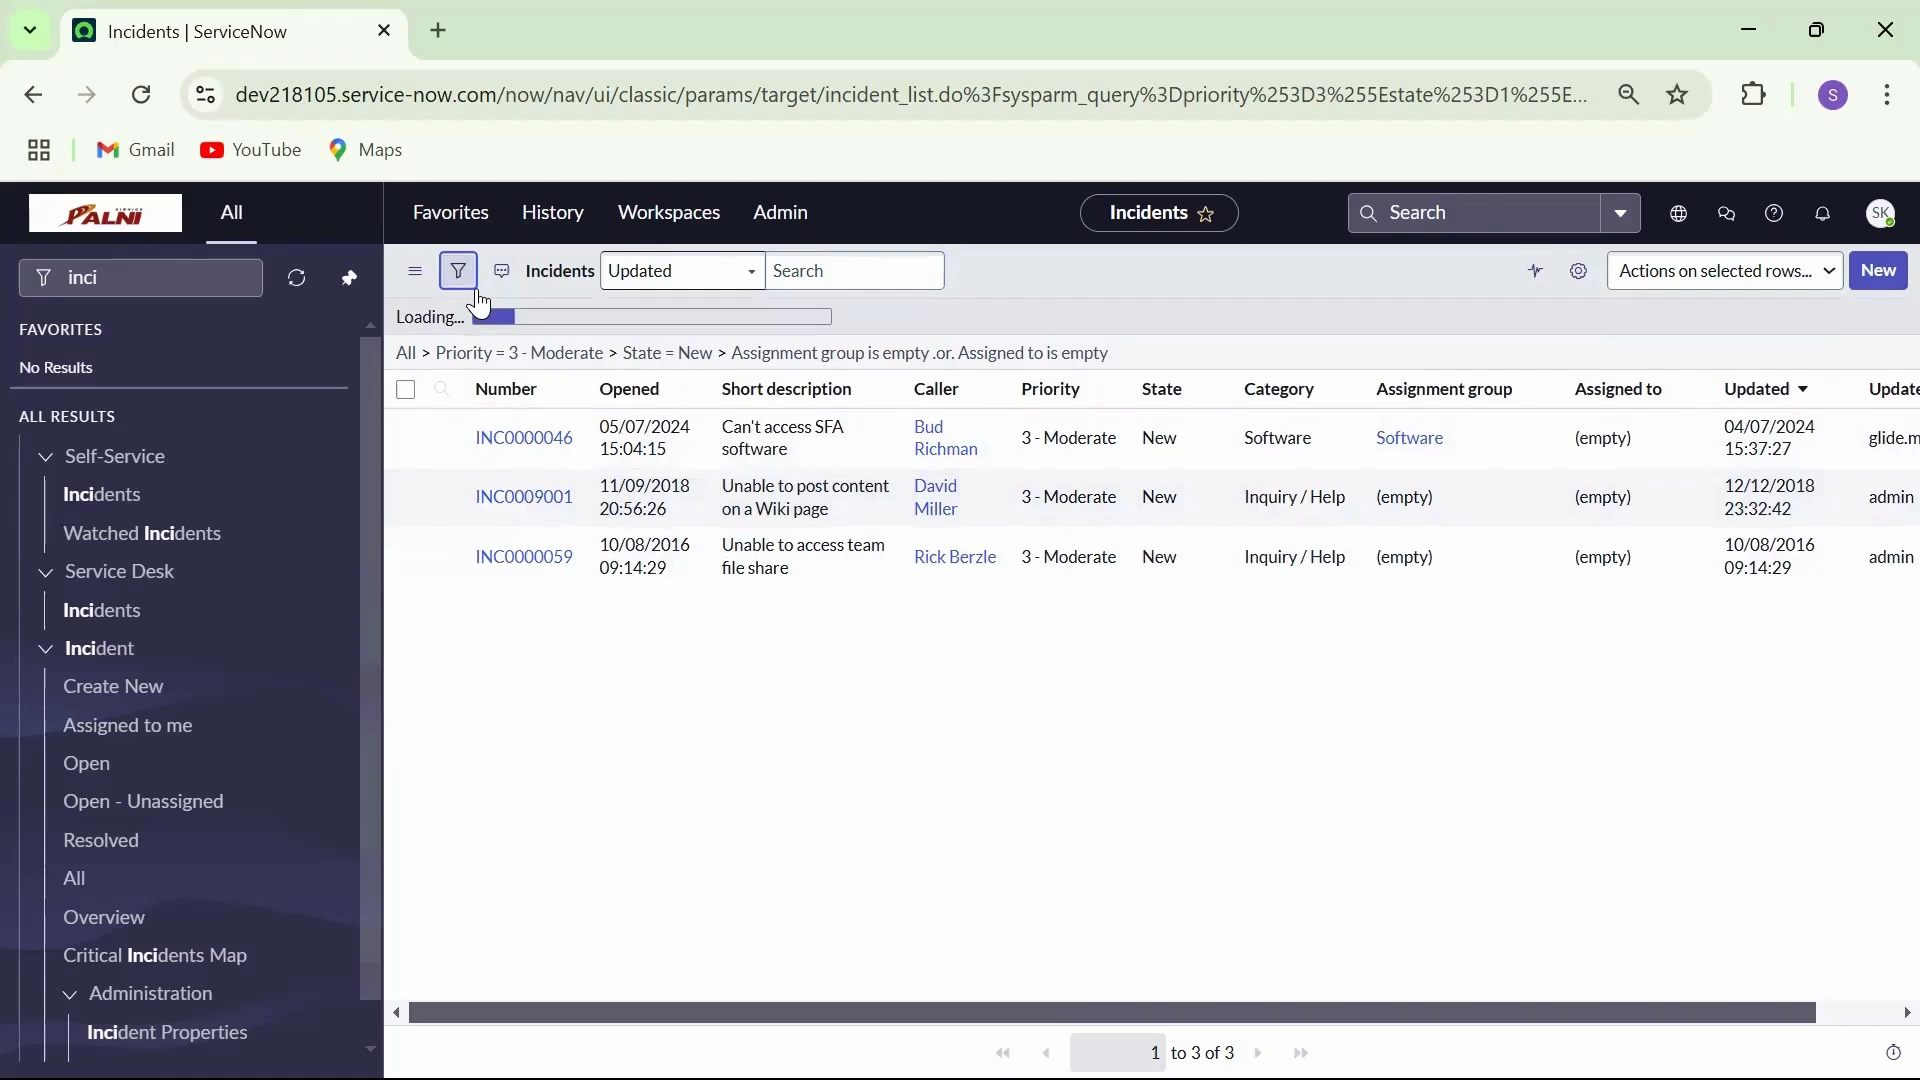 Incidents | ServiceNow
dev218105.service-now.com/now/nav/ui/classic/params/target/incident_list.do%3Fsysparm_query%3Dpriority%253D3%255Estate%253D1%255E...
S
Gmail YouTube Maps
PALNI
All Favorites History Workspaces Admin Incidents Search SK
inci
Incidents Updated Search Actions on selected rows... New
Loading...
FAVORITES
No Results
ALL RESULTS
Self-Service
Incidents
Watched Incidents
Service Desk
Incidents
Incident
Create New
Assigned to me
Open
Open - Unassigned
Resolved
All
Overview
Critical Incidents Map
Administration
Incident Properties
All > Priority = 3 - Moderate > State = New > Assignment group is empty .or. Assigned to is empty
Number Opened Short description Caller Priority State Category Assignment group Assigned to Updated Update
INC0000046 05/07/2024 15:04:15 Can't access SFA software Bud Richman 3 - Moderate New Software Software (empty) 04/07/2024 15:37:27 glide.m
INC0009001 11/09/2018 20:56:26 Unable to post content on a Wiki page David Miller 3 - Moderate New Inquiry / Help (empty) (empty) 12/12/2018 23:32:42 admin
INC0000059 10/08/2016 09:14:29 Unable to access team file share Rick Berzle 3 - Moderate New Inquiry / Help (empty) (empty) 10/08/2016 09:14:29 admin
1 to 3 of 3